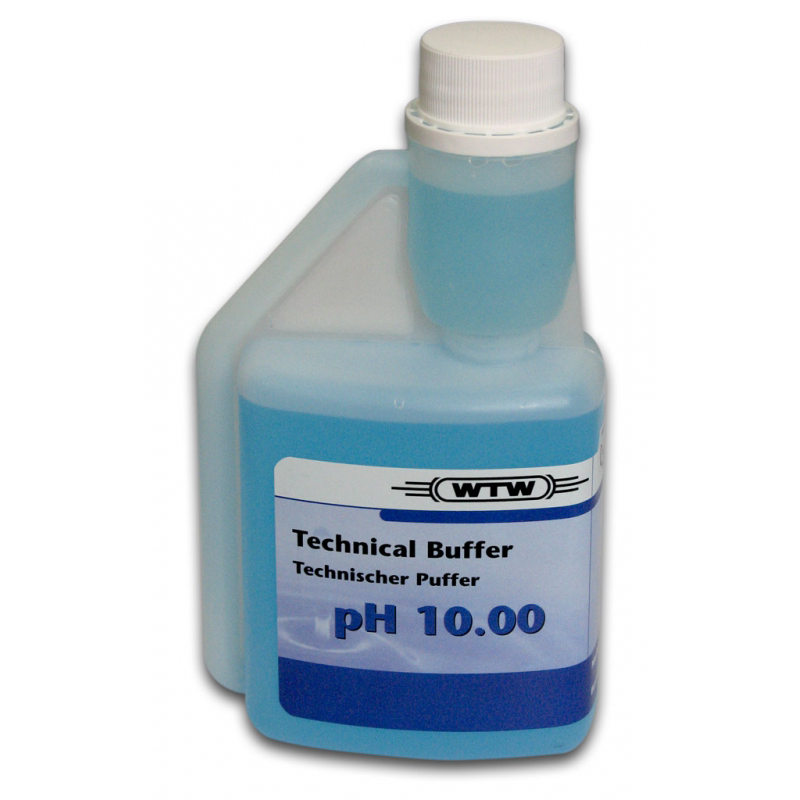 WTW
Technical Buffer
Technischer Puffer
pH 10.00